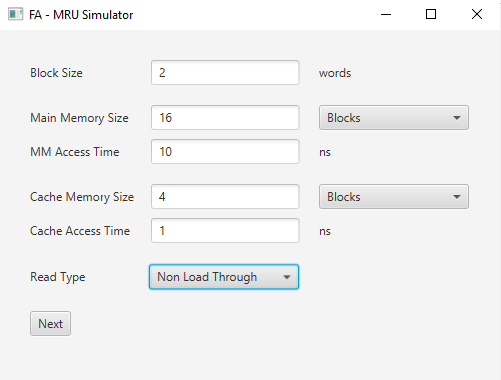 FA - MRU Simulator
Block Size 2 words
Main Memory Size 16 Blocks
MM Access Time 10 ns
Cache Memory Size 4 Blocks
Cache Access Time 1 ns
Read Type Non Load Through
Next